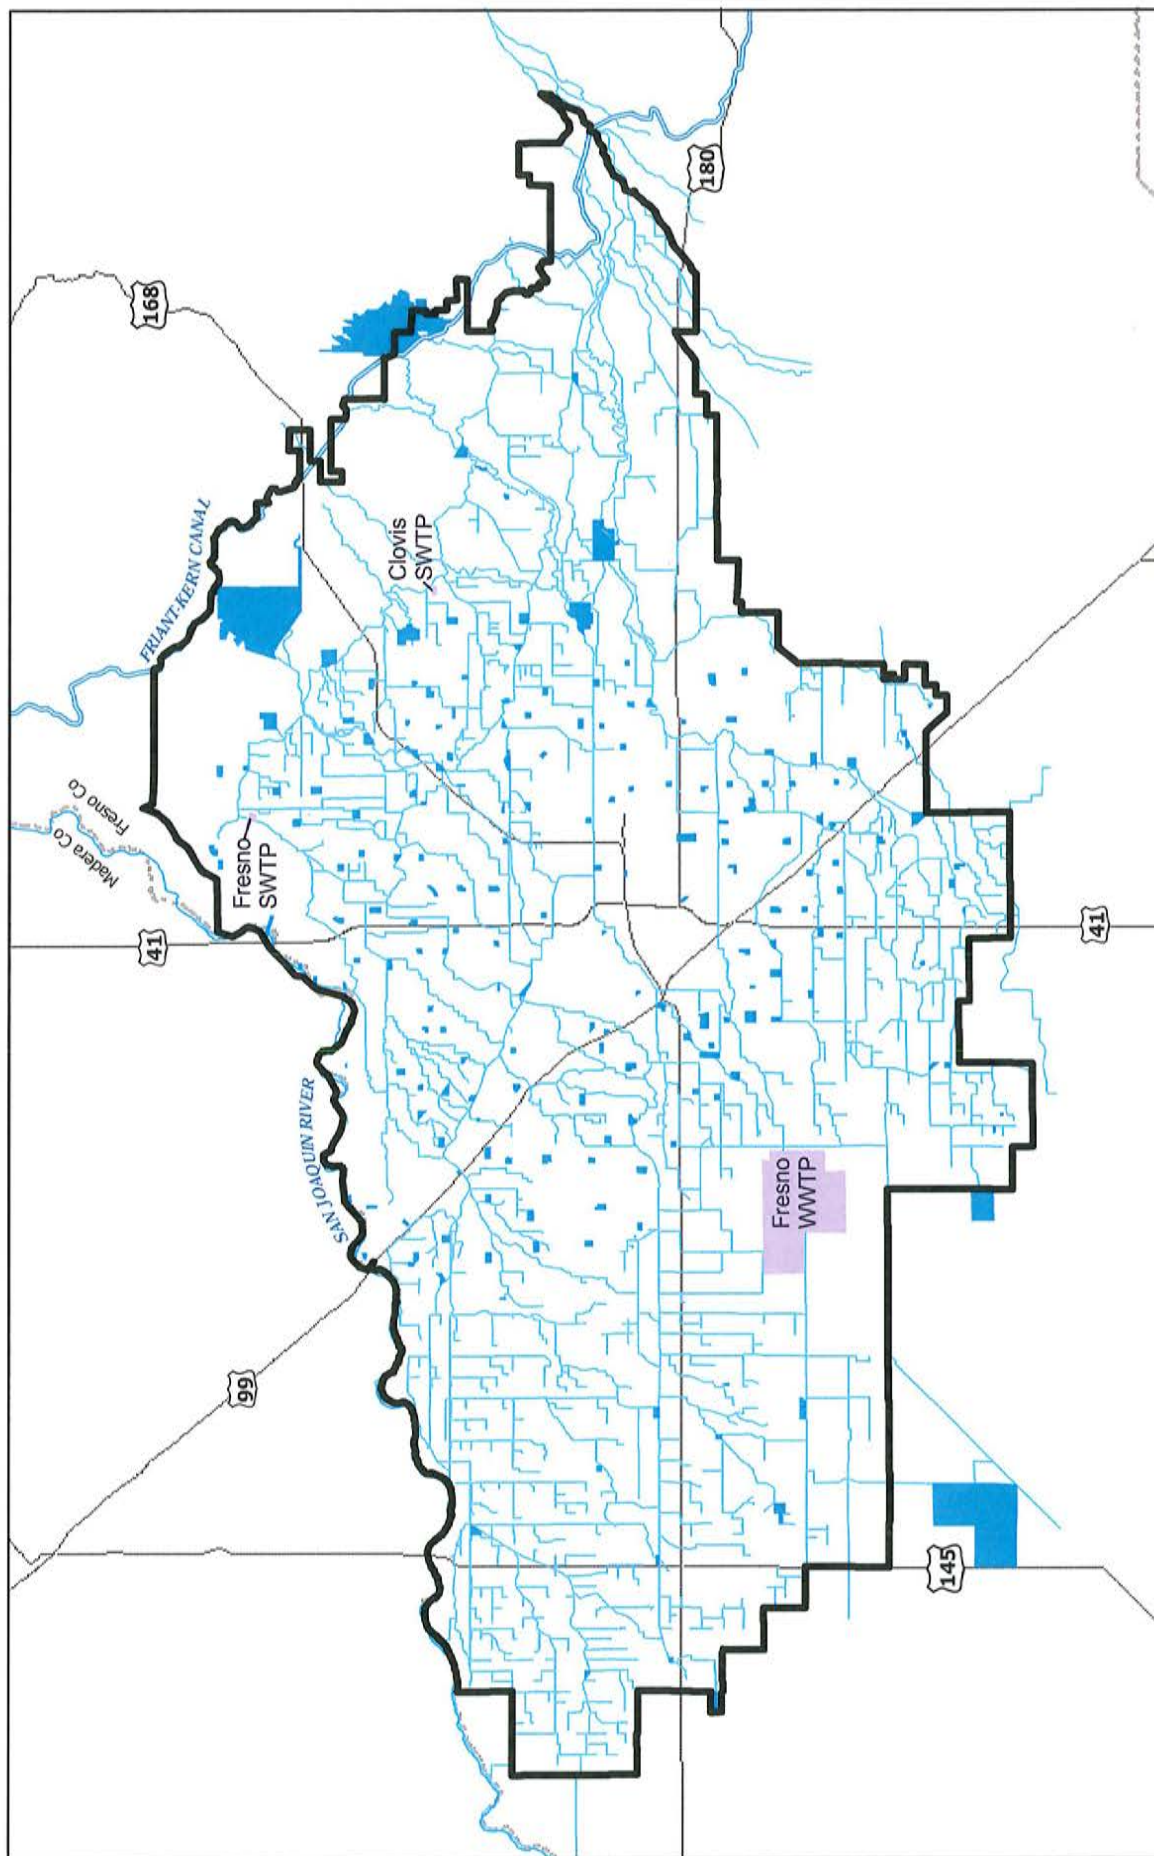 168
180
FRIANT-KERN CANAL
Clovis
SWTP
Madera Co
Fresno Co
Fresno
SWTP
41
41
SAN JOAQUIN RIVER
Fresno
WWTP
99
145